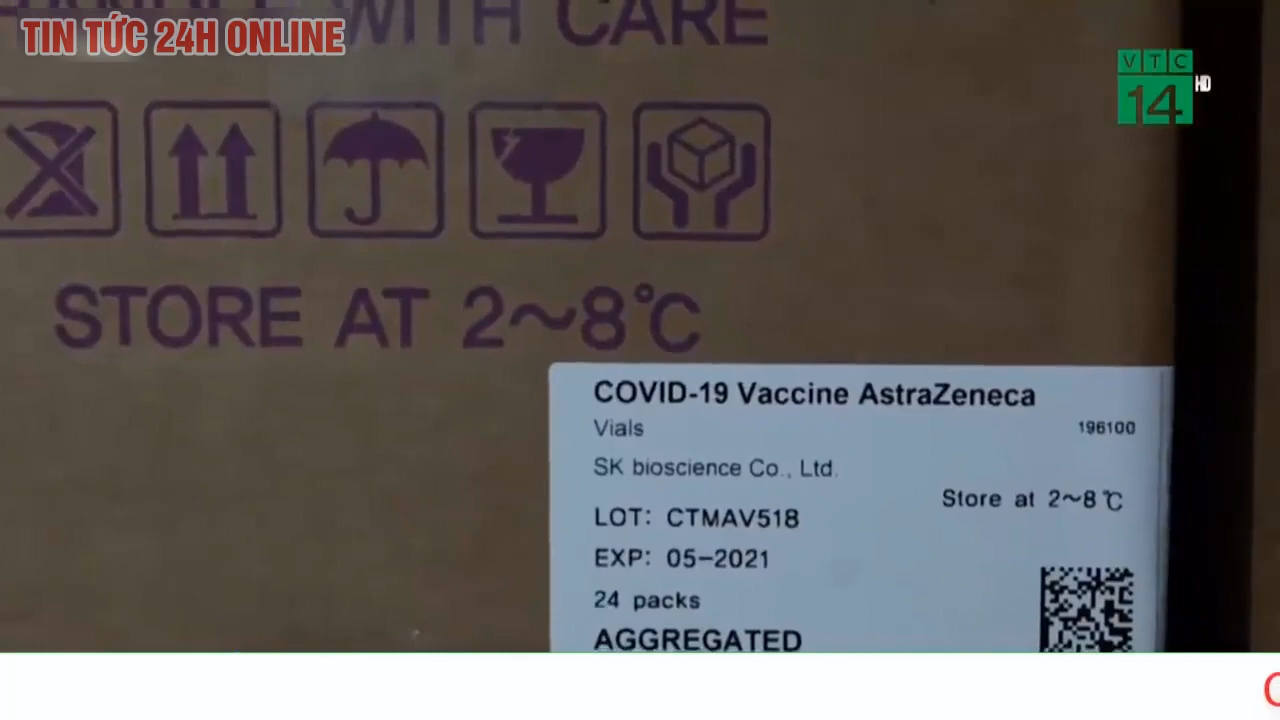 WITH CARE
TIN TỨC 24H ONLINE
VTC
14
HD
STORE AT 2~8℃
COVID-19 Vaccine AstraZeneca
Vials
196100
SK bioscience Co., Ltd.
Store at 2~8℃
LOT: CTMAV518
EXP: 05-2021
24 packs
AGGREGATED